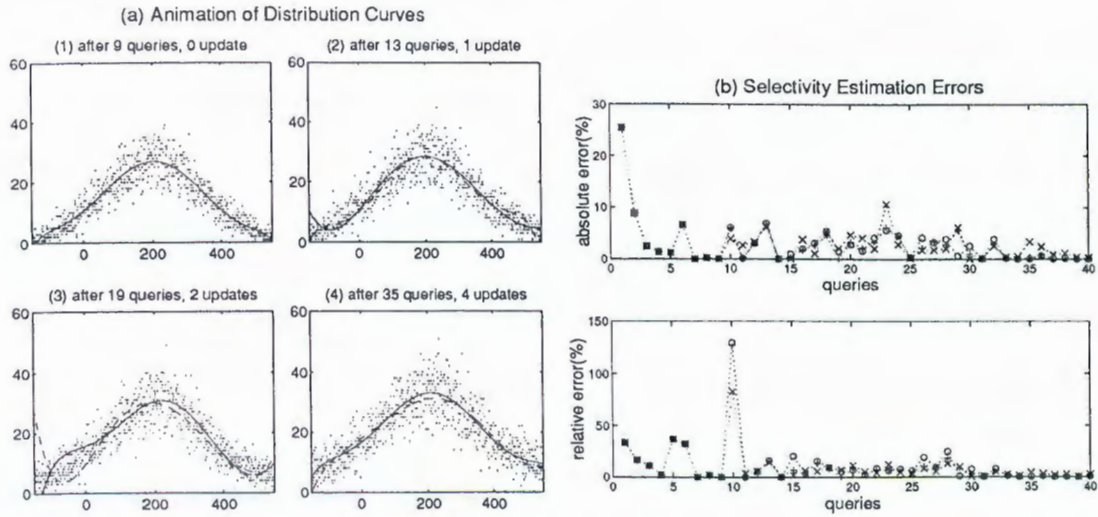 (a) Animation of Distribution Curves
(1) after 9 queries, 0 update
60
40
20
0
0 200 400
(2) after 13 queries, 1 update
60
40
20
0
0 200 400
(3) after 19 queries, 2 updates
60
40
20
0
0 200 400
(4) after 35 queries, 4 updates
60
40
20
0
0 200 400
(b) Selectivity Estimation Errors
absolute error(%)
30
20
10
0
0 5 10 15 20 25 30 35 40
queries
relative error(%)
150
100
50
0
0 5 10 15 20 25 30 35 40
queries